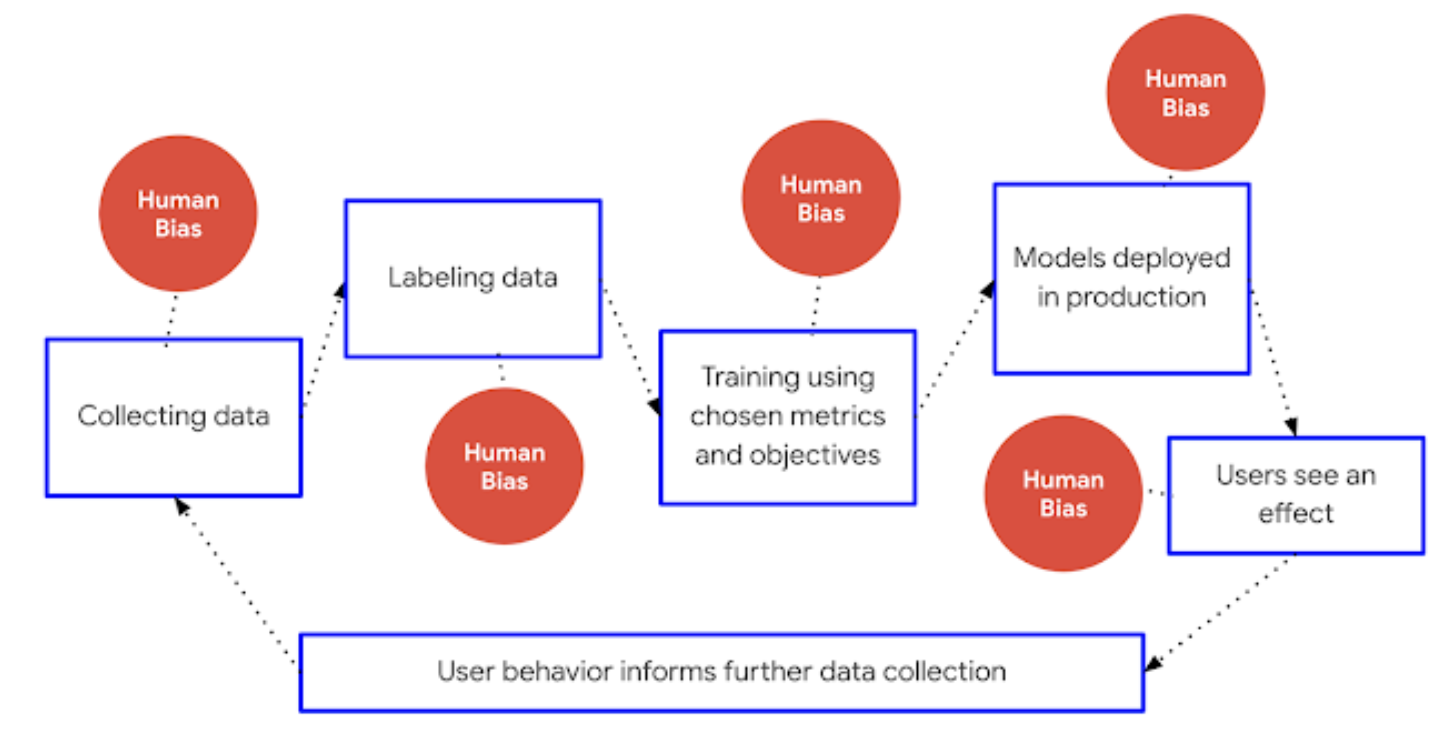 Human
Bias
Collecting data
Labeling data
Human
Bias
Human
Bias
Training using
chosen metrics
and objectives
Human
Bias
Models deployed
in production
Human
Bias
Users see an
effect
User behavior informs further data collection